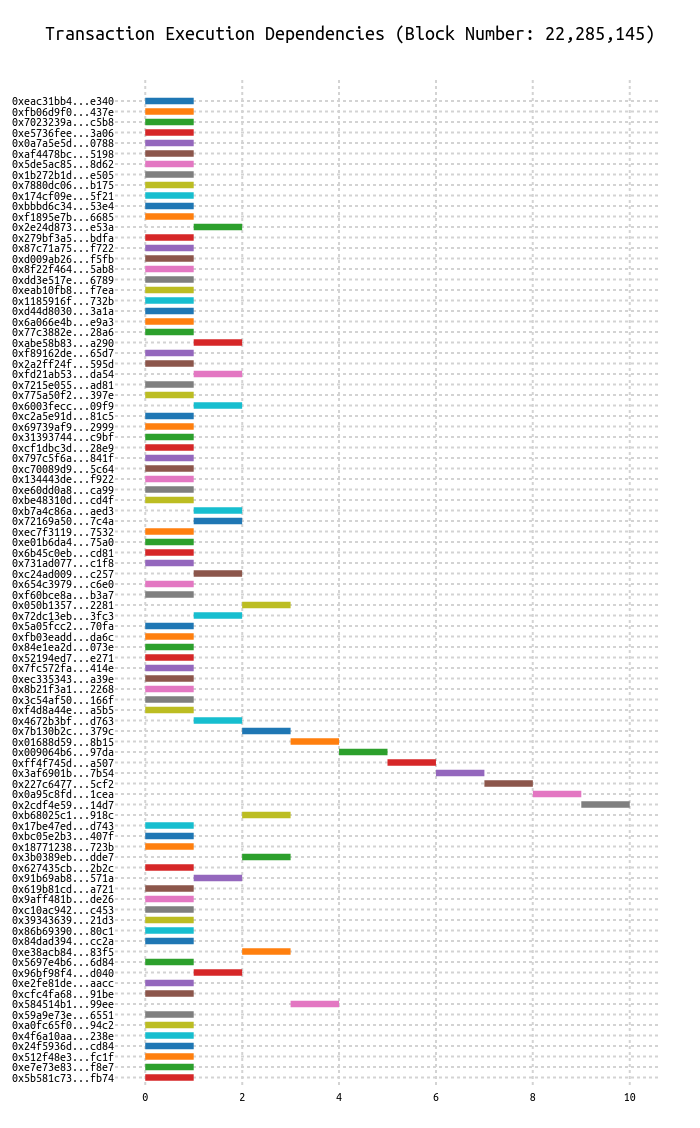 Transaction Execution Dependencies (Block Number: 22,285,145)
0xeac31bb4...e340
0xfb06d9f0...437e
0x7023239a...c5b8
0xe5736fee...3a06
0x0a7a5e5d...0788
0xaf4478bc...5198
0x5de5ac85...8d62
0x1b272b1d...e505
0x7880dc06...b175
0x174cf09e...5f21
0xbbbd6c34...53e4
0xf1895e7b...6685
0x2e24d873...e53a
0x279bf3a5...bdfa
0x87c71a75...f722
0xd009ab26...f5fb
0x8f22f464...5ab8
0xdd3e517e...6789
0xeab10fb8...f7ea
0x1185916f...732b
0xd44d8030...3a1a
0x6a066e4b...e9a3
0x77c3882e...28a6
0xabe58b83...a290
0xf89162de...65d7
0x2a2ff24f...595d
0xfd21ab53...da54
0x7215e055...ad81
0x775a50f2...397e
0x6003fecc...09f9
0xc2a5e91d...81c5
0x69739af9...2999
0x31393744...c9bf
0xcf1dbc3d...28e9
0x797c5f6a...841f
0xc70089d9...5c64
0x134443de...f922
0xe60dd0a8...ca99
0xbe48310d...cd4f
0xb7a4c86a...aed3
0x72169a50...7c4a
0xec7f3119...7532
0xe01b6da4...75a0
0x6b45c0eb...cd81
0x731ad077...c1f8
0xc24ad009...c257
0x654c3979...c6e0
0xf60bce8a...b3a7
0x050b1357...2281
0x72dc13eb...3fc3
0x5a05fcc2...70fa
0xfb03eadd...da6c
0x84e1ea2d...073e
0x52194ed7...e271
0x7fc572fa...414e
0xec335343...a39e
0x8b21f3a1...2268
0x3c54af50...166f
0xf4d8a44e...a5b5
0x4672b3bf...d763
0x7b130b2c...379c
0x01688d59...8b15
0x009064b6...97da
0xff4f745d...a507
0x3af6901b...7b54
0x227c6477...5cf2
0x0a95c8fd...1cea
0x2cdf4e59...14d7
0xb68025c1...918c
0x17be47ed...d743
0xbc05e2b3...407f
0x18771238...723b
0x3b0389eb...dde7
0x627435cb...2b2c
0x91b69ab8...571a
0x619b81cd...a721
0x9aff481b...de26
0xc10ac942...c453
0x39343639...21d3
0x86b69390...80c1
0x84dad394...cc2a
0xe38acb84...83f5
0x5697e4b6...6d84
0x96bf98f4...d040
0xe2fe81de...aacc
0xcfc4fa68...91be
0x584514b1...99ee
0x59a9e73e...6551
0xa0fc65f0...94c2
0x4f6a10aa...238e
0x24f5936d...cd84
0x512f48e3...fc1f
0xe7e73e83...f8e7
0x5b581c73...fb74
0 2 4 6 8 10